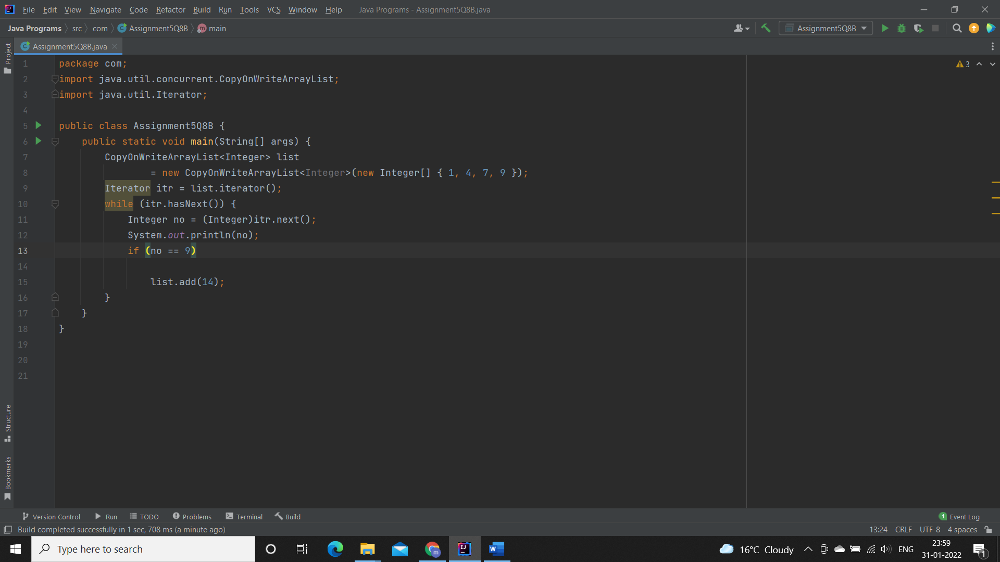 File Edit View Navigate Code Refactor Build Run Tools VCS Window Help Java Programs - Assignment5Q8B.java
Java Programs src com Assignment5Q8B main Assignment5Q8B
Project
Assignment5Q8B.java
3
1 package com;
2 import java.util.concurrent.CopyOnWriteArrayList;
3 import java.util.Iterator;
4
5 public class Assignment5Q8B {
6 public static void main(String[] args) {
7 CopyOnWriteArrayList<Integer> list
8 = new CopyOnWriteArrayList<Integer>(new Integer[] { 1, 4, 7, 9 });
9 Iterator itr = list.iterator();
10 while (itr.hasNext()) {
11 Integer no = (Integer)itr.next();
12 System.out.println(no);
13 if (no == 9)
14
15 list.add(14);
16 }
17 }
18 }
19
20
21
Structure
Bookmarks
Version Control Run TODO Problems Terminal Build 1 Event Log
Build completed successfully in 1 sec, 708 ms (a minute ago) 13:24 CRLF UTF-8 4 spaces
Type here to search 16°C Cloudy ENG 23:59
31-01-2022
1